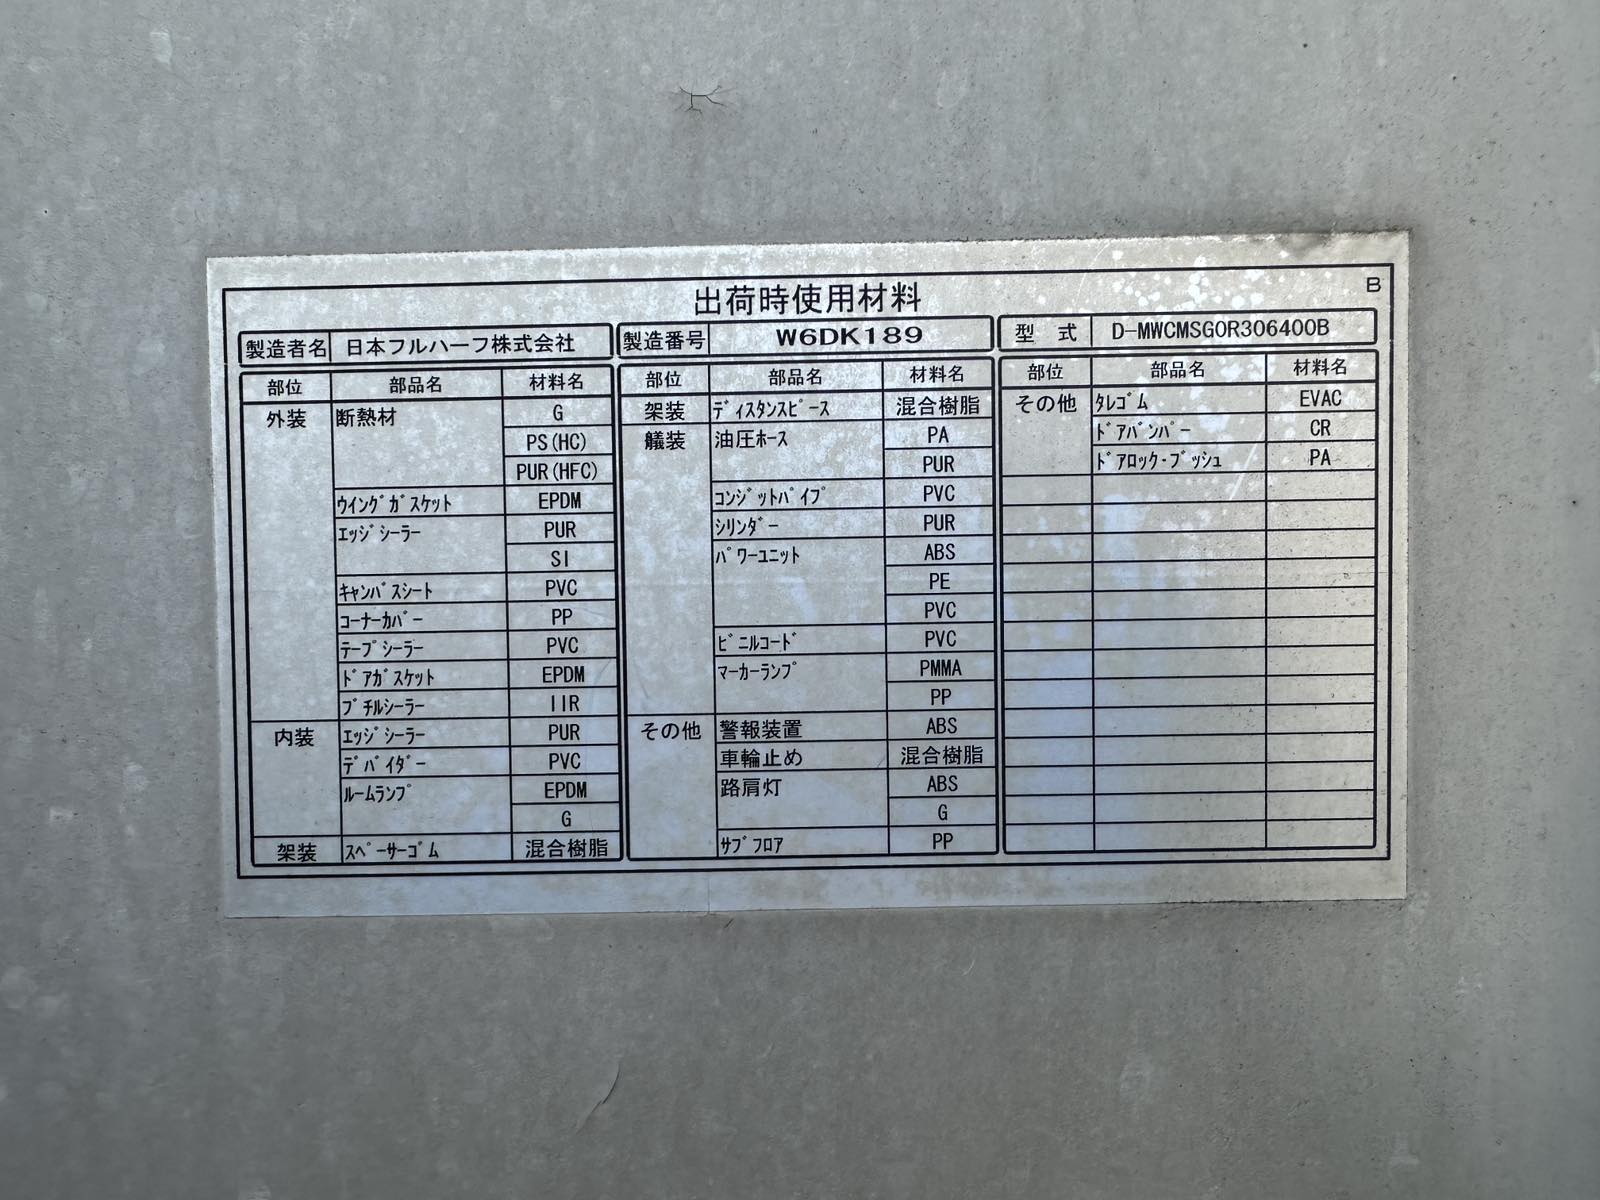 B
出荷時使用材料
製造者名 日本フルハーフ株式会社 製造番号 W6DK189 型 式 D-MWCMSG0R306400B
部位 部品名 材料名
外装 断熱材 G
PS(HC)
PUR(HFC)
ｳｲﾝｸﾞｶﾞｽｹｯﾄ EPDM
ｴｯｼﾞｼｰﾗｰ PUR
SI
ｷｬﾝﾊﾞｽｼｰﾄ PVC
ｺｰﾅｰｶﾊﾞｰ PP
ﾃｰﾌﾟｼｰﾗｰ PVC
ﾄﾞｱｶﾞｽｹｯﾄ EPDM
ﾌﾞﾁﾙｼｰﾗｰ IIR
内装 ｴｯｼﾞｼｰﾗｰ PUR
ﾃﾞﾊﾞｲﾀﾞｰ PVC
ﾙｰﾑﾗﾝﾌﾟ EPDM
G
架装 ｽﾍﾟｰｻｰｺﾞﾑ 混合樹脂
部位 部品名 材料名
架装 ﾃﾞｨｽﾀﾝｽﾋﾟｰｽ 混合樹脂
艤装 油圧ﾎｰｽ PA
PUR
ｺﾝｼﾞｯﾄﾊﾟｲﾌﾟ PVC
ｼﾘﾝﾀﾞｰ PUR
ﾊﾟﾜｰﾕﾆｯﾄ ABS
PE
PVC
ﾋﾞﾆﾙｺｰﾄﾞ PVC
ﾏｰｶｰﾗﾝﾌﾟ PMMA
PP
その他 警報装置 ABS
車輪止め 混合樹脂
路肩灯 ABS
G
ｻﾌﾞﾌﾛｱ PP
部位 部品名 材料名
その他 ﾀﾚｺﾞﾑ EVAC
ﾄﾞｱﾊﾞﾝﾊﾟｰ CR
ﾄﾞｱﾛｯｸ･ﾌﾞｯｼｭ PA